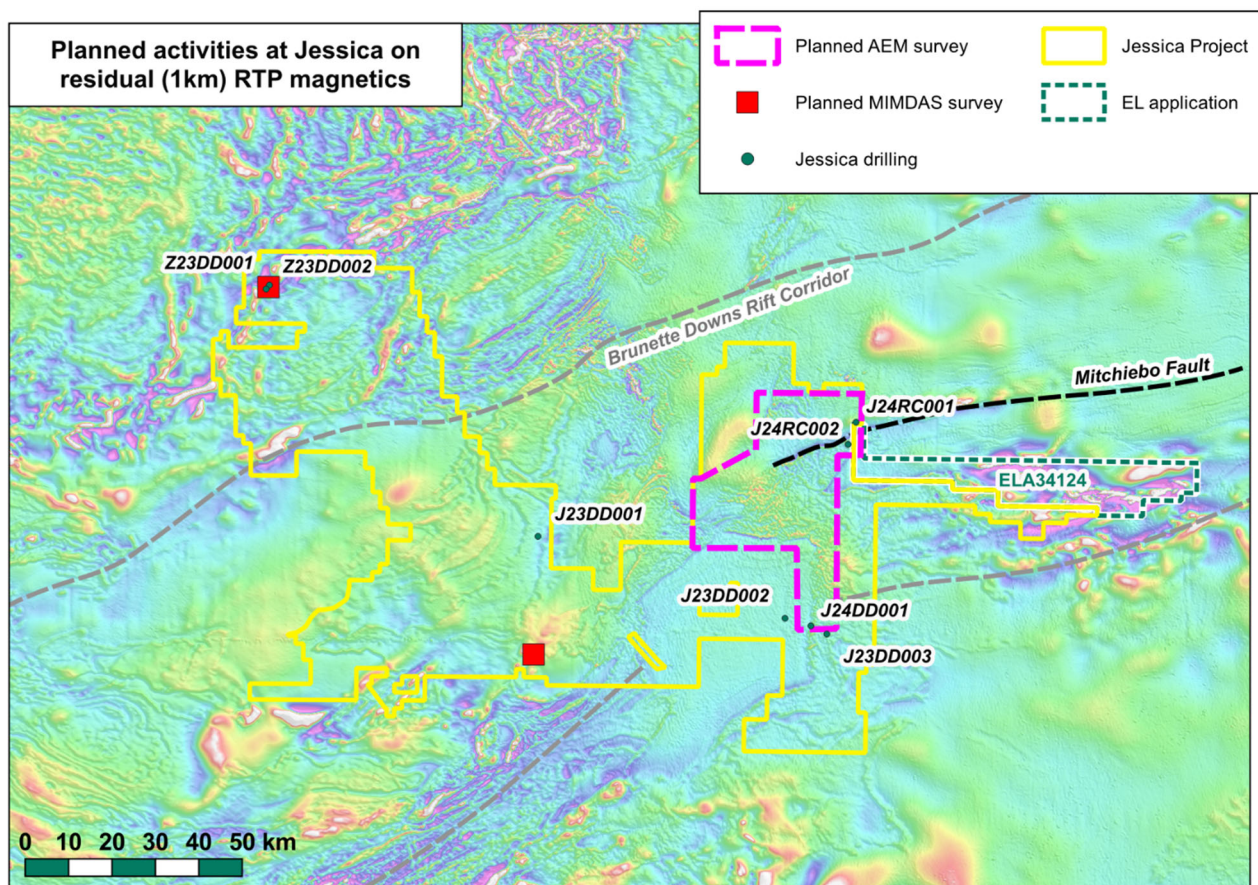 Planned activities at Jessica on
residual (1km) RTP magnetics
Planned AEM survey
Jessica Project
Planned MIMDAS survey
EL application
Jessica drilling
Z23DD001
Z23DD002
Brunette Downs Rift Corridor
Mitchiebo Fault
J24RC001
J24RC002
ELA34124
J23DD001
J23DD002
J24DD001
J23DD003
0 10 20 30 40 50 km